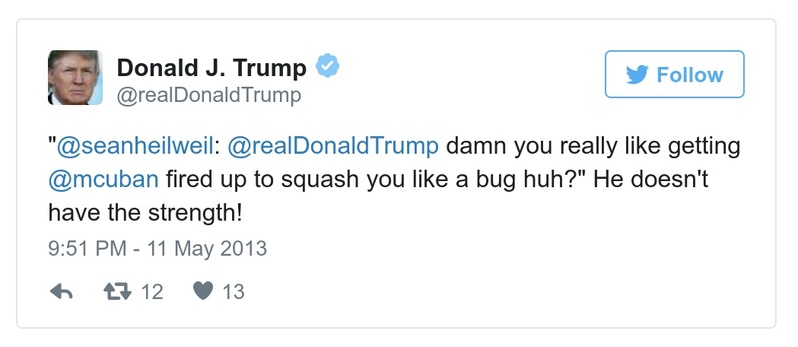 Donald J. Trump
Follow
@realDonaldTrump
"@seanheilweil: @realDonaldTrump damn you really like getting
@mcuban fired up to squash you like a bug huh?" He doesn't
have the strength!
9:51 PM - 11 May 2013
12 13